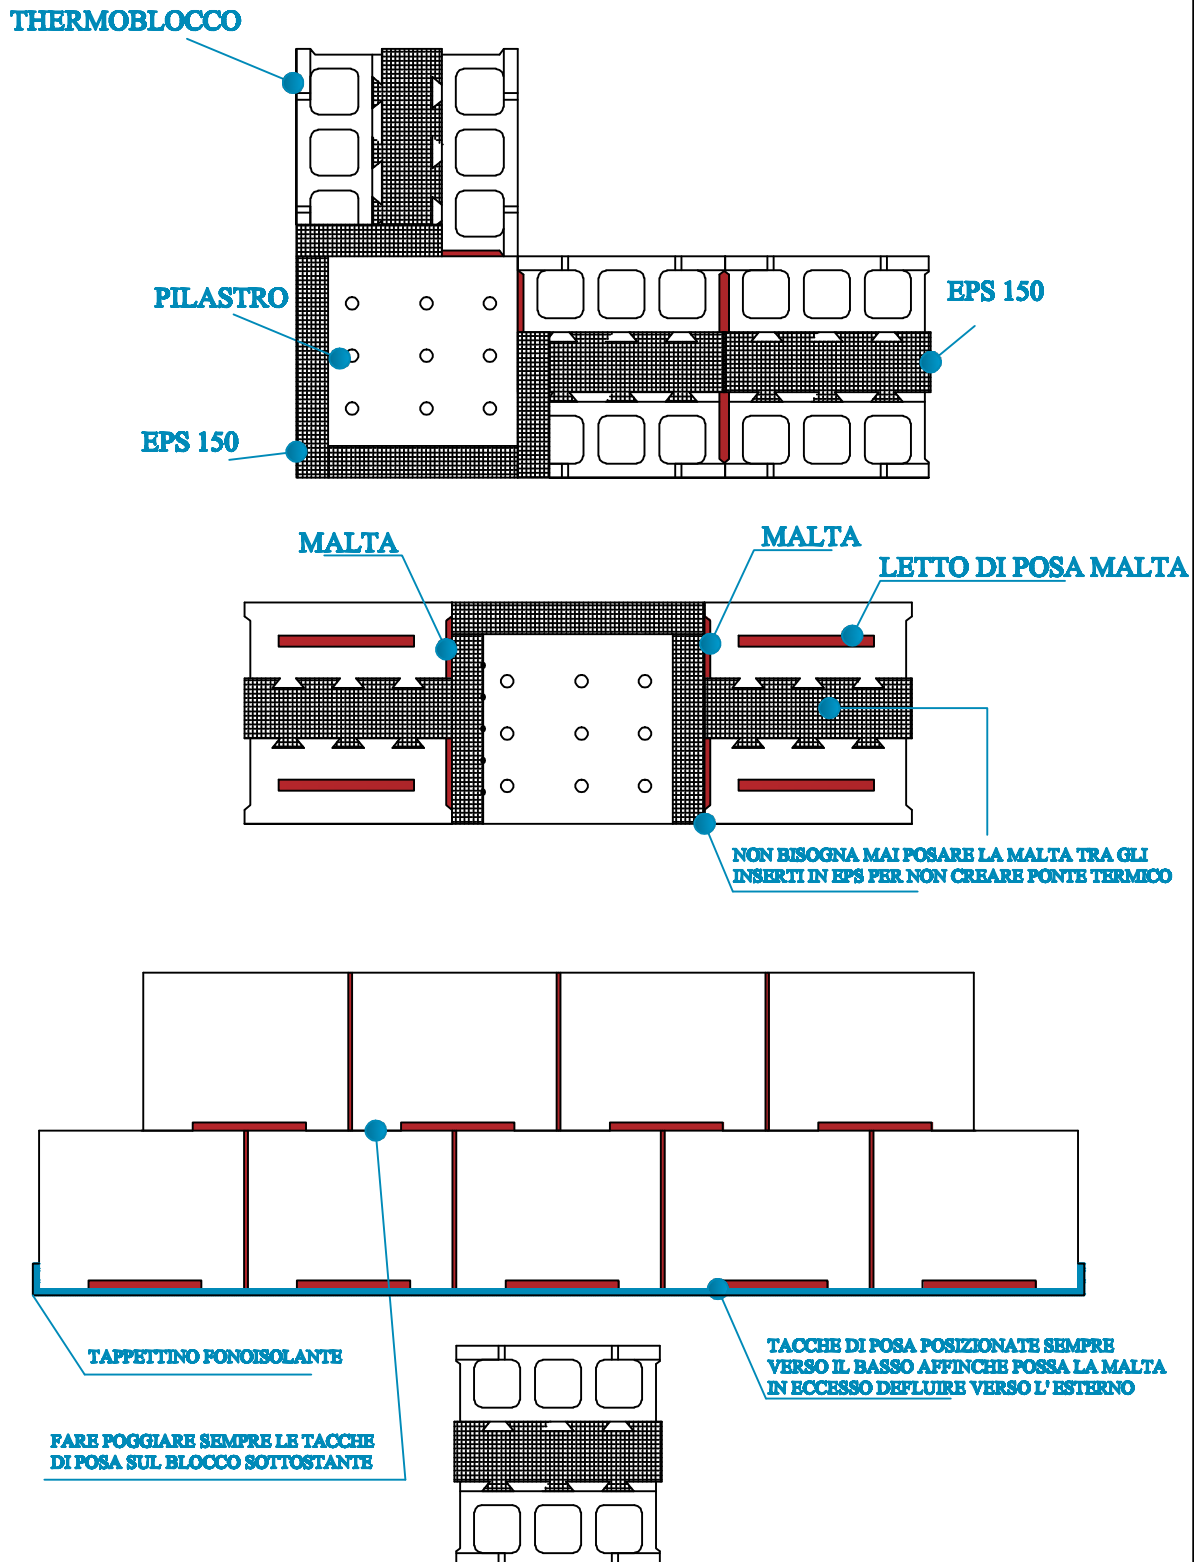 THERMOBLOCCO
PILASTRO
EPS 150
EPS 150
MALTA
MALTA
LETTO DI POSA MALTA
NON BISOGNA MAI POSARE LA MALTA TRA GLI
INSERTI IN EPS PER NON CREARE PONTE TERMICO
TAPPETTINO FONOISOLANTE
TACCHE DI POSA POSIZIONATE SEMPRE
VERSO IL BASSO AFFINCHE POSSA LA MALTA
IN ECCESSO DEFLUIRE VERSO L' ESTERNO
FARE POGGIARE SEMPRE LE TACCHE
DI POSA SUL BLOCCO SOTTOSTANTE